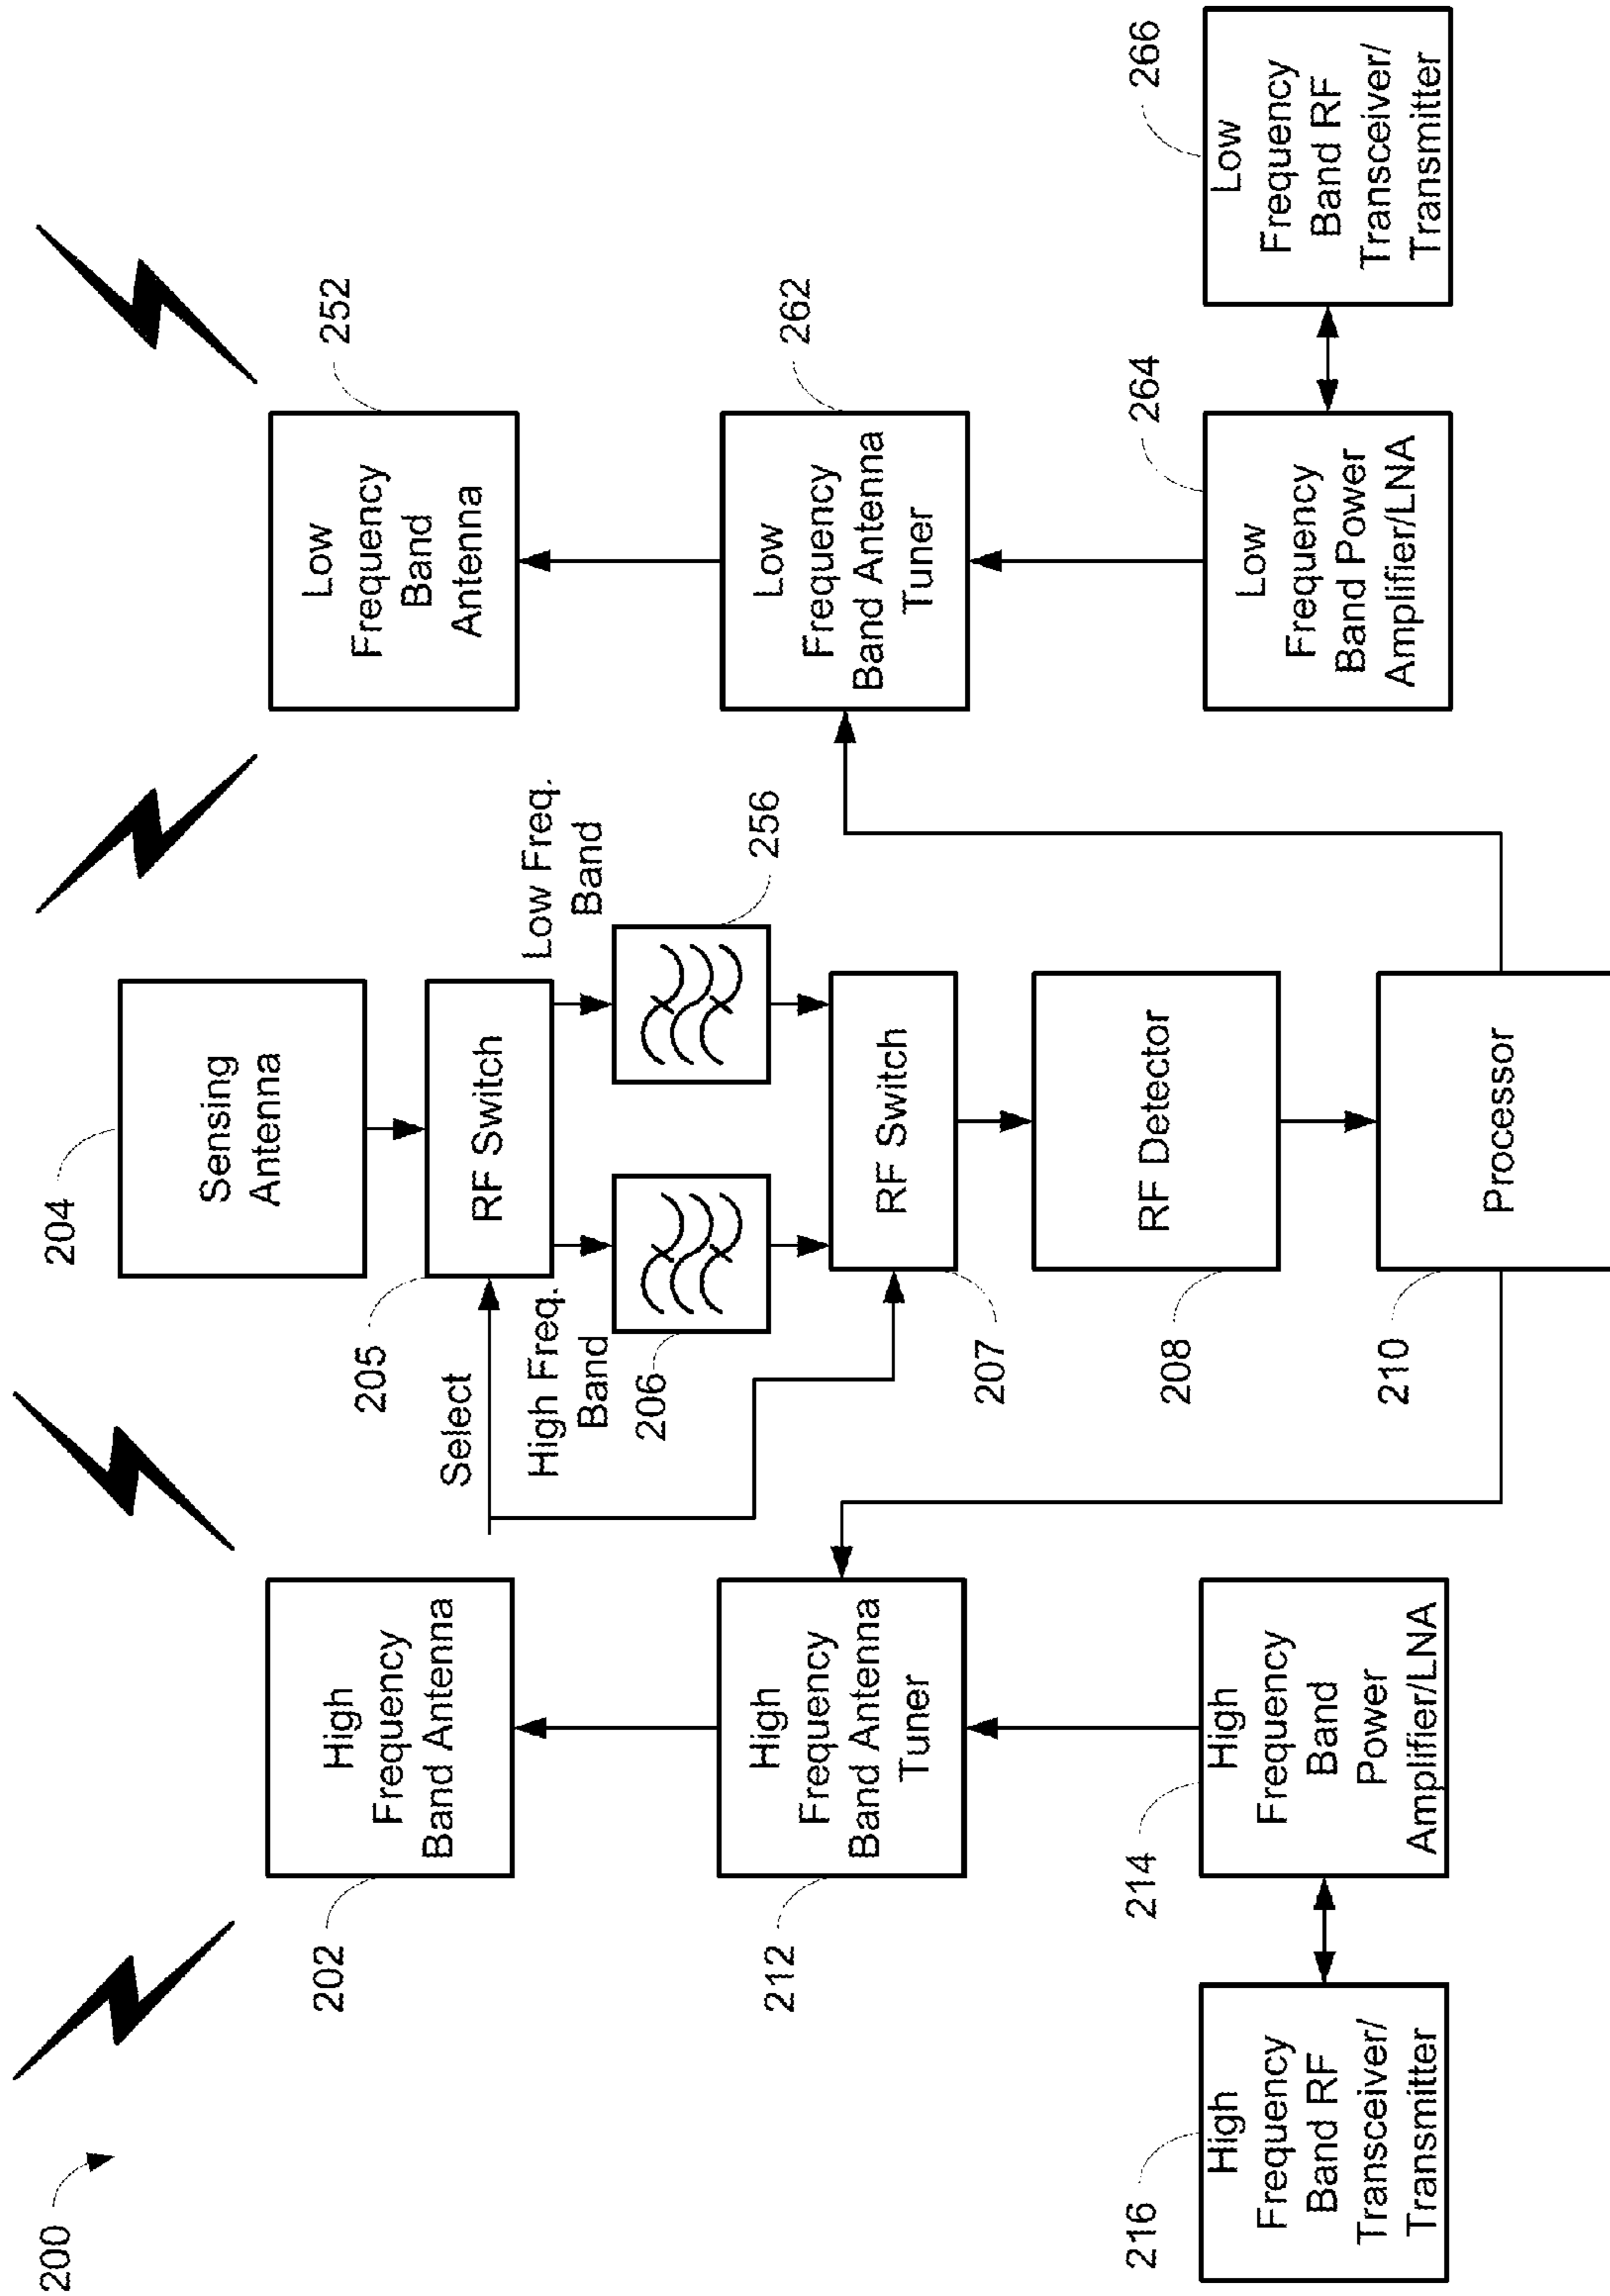 200
204
Sensing
Antenna
202
High
Frequency
Band Antenna
252
Low
Frequency
Band
Antenna
205
RF Switch
Select
High Freq.
Band
Low Freq.
Band
206
256
212
High
Frequency
Band Antenna
Tuner
262
Low
Frequency
Band Antenna
Tuner
207
RF Switch
208
RF Detector
210
Processor
216
High
Frequency
Band RF
Transceiver/
Transmitter
214
High
Frequency
Band
Power
Amplifier/LNA
264
Low
Frequency
Band Power
Amplifier/LNA
266
Low
Frequency
Band RF
Transceiver/
Transmitter